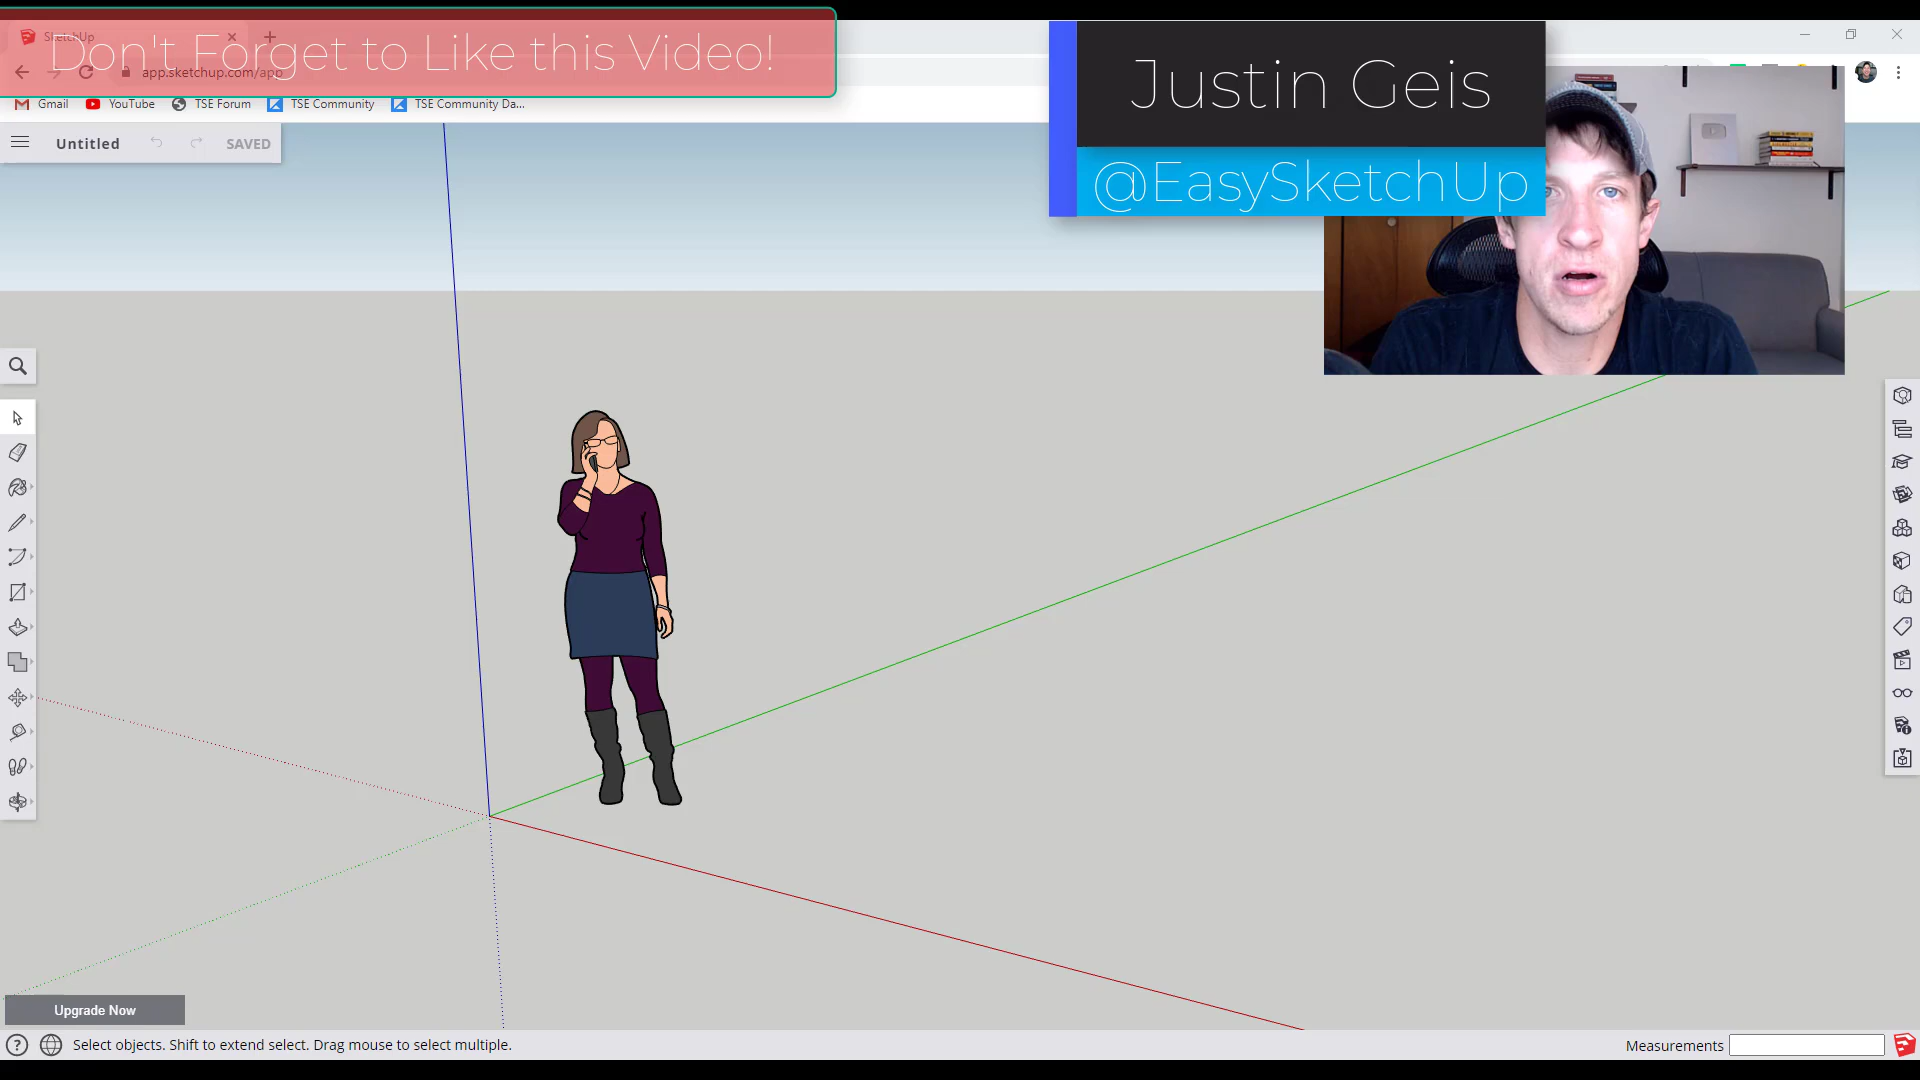 SketchUp
Don't Forget to Like this Video!
app.sketchup.com/app
Gmail
YouTube
TSE Forum
TSE Community
TSE Community Da...
Justin Geis
@EasySketchUp
Untitled
SAVED
Upgrade Now
Select objects. Shift to extend select. Drag mouse to select multiple.
Measurements